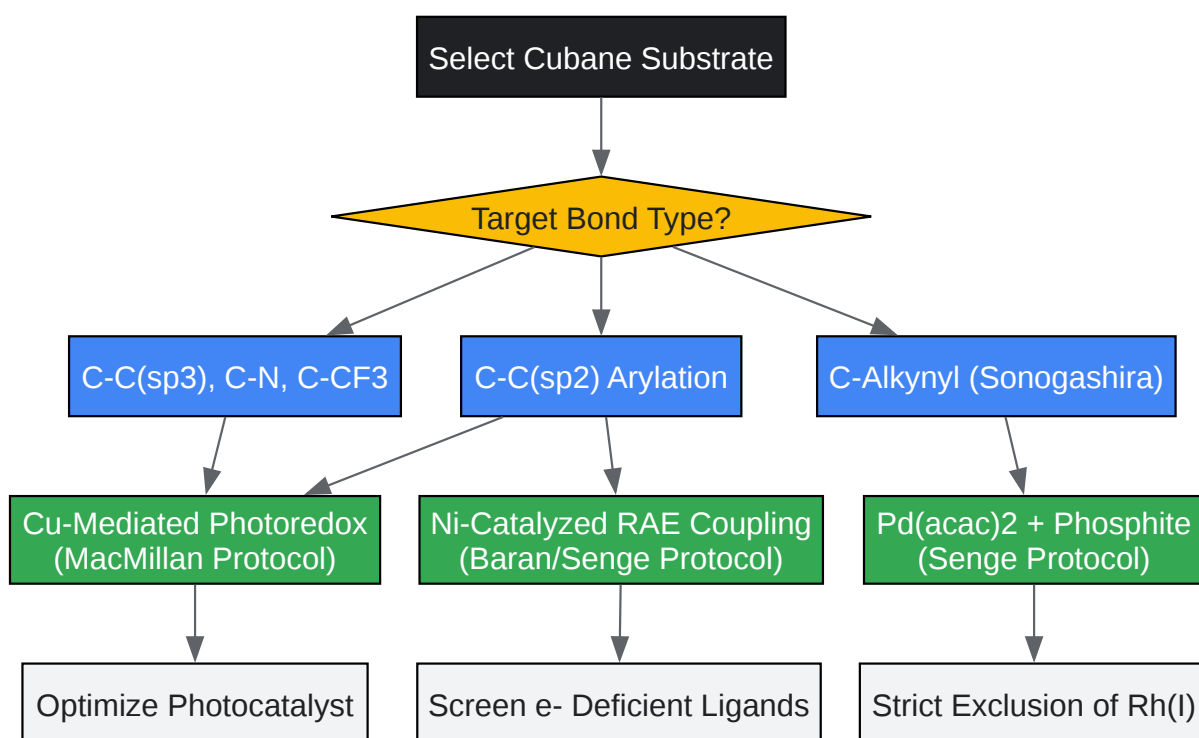 Select Cubane Substrate
Target Bond Type?
C-C(sp3), C-N, C-CF3
C-C(sp2) Arylation
C-Alkynyl (Sonogashira)
Cu-Mediated Photoredox
(MacMillan Protocol)
Ni-Catalyzed RAE Coupling
(Baran/Senge Protocol)
Pd(acac)2 + Phosphite
(Senge Protocol)
Optimize Photocatalyst
Screen e- Deficient Ligands
Strict Exclusion of Rh(I)